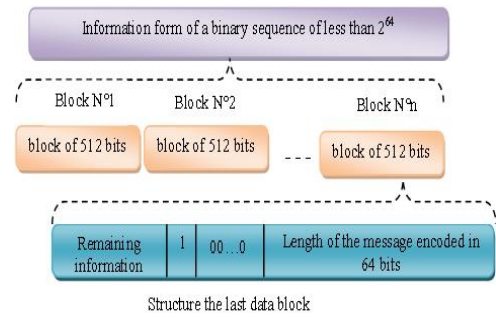 Information form of a binary sequence of less than 2^64
Block N°1
Block N°2
Block N°n
block of 512 bits
block of 512 bits
block of 512 bits
Remaining
information
1
00...0
Length of the message encoded in
64 bits
Structure the last data block